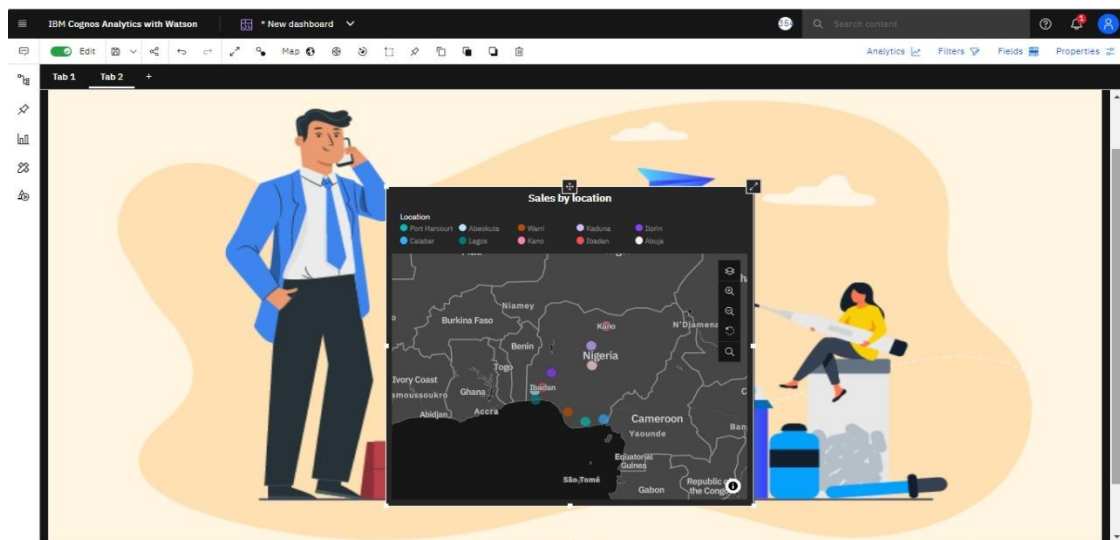 IBM Cognos Analytics with Watson
* New dashboard
Search content
1
Edit
Map
Analytics
Filters
Fields
Properties
Tab 1
Tab 2
+
Sales by location
Location
Port Harcourt Abeokuta Warri Kaduna Ilorin
Calabar Lagos Kano Ibadan Abuja
Niamey
Burkina Faso
Kano
N'Djamena
Benin
Nigeria
Togo
Ivory Coast
Ibadan
Ghana
Abidjan
Accra
Cameroon
Yaounde
Equatorial
Guinea
São Tomé
Gabon
Republic of
the Congo